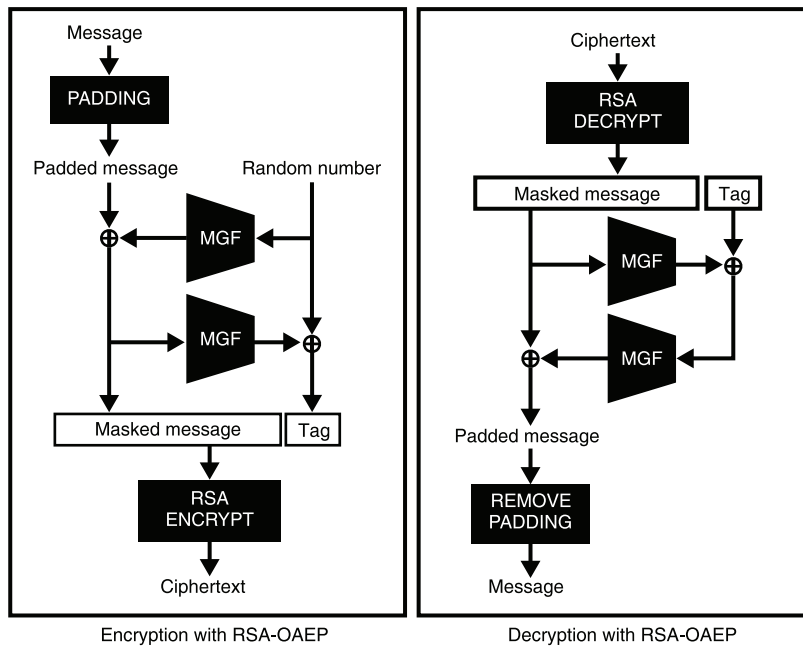 Message
PADDING
Padded message
Random number
MGF
MGF
Masked message
Tag
RSA
ENCRYPT
Ciphertext
Encryption with RSA-OAEP
Ciphertext
RSA
DECRYPT
Masked message
Tag
MGF
MGF
Padded message
REMOVE
PADDING
Message
Decryption with RSA-OAEP